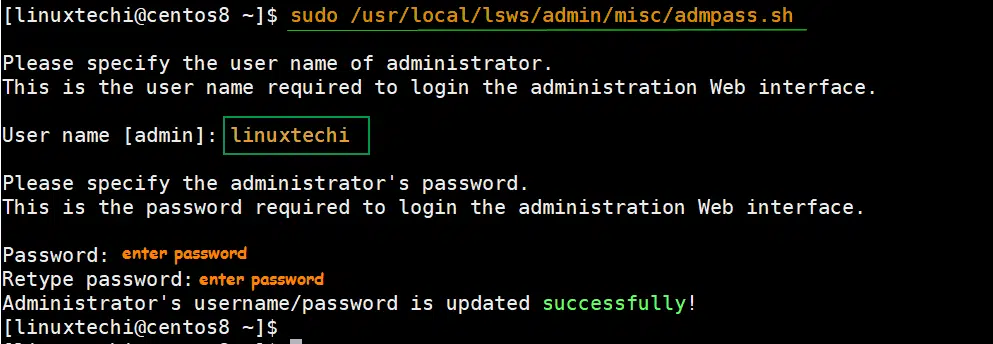 [linuxtechi@centos8 ~]$ sudo /usr/local/lsws/admin/misc/admpass.sh
Please specify the user name of administrator.
This is the user name required to login the administration Web interface.
User name [admin]: linuxtechi
Please specify the administrator's password.
This is the password required to login the administration Web interface.
Password: enter password
Retype password: enter password
Administrator's username/password is updated successfully!
[linuxtechi@centos8 ~]$